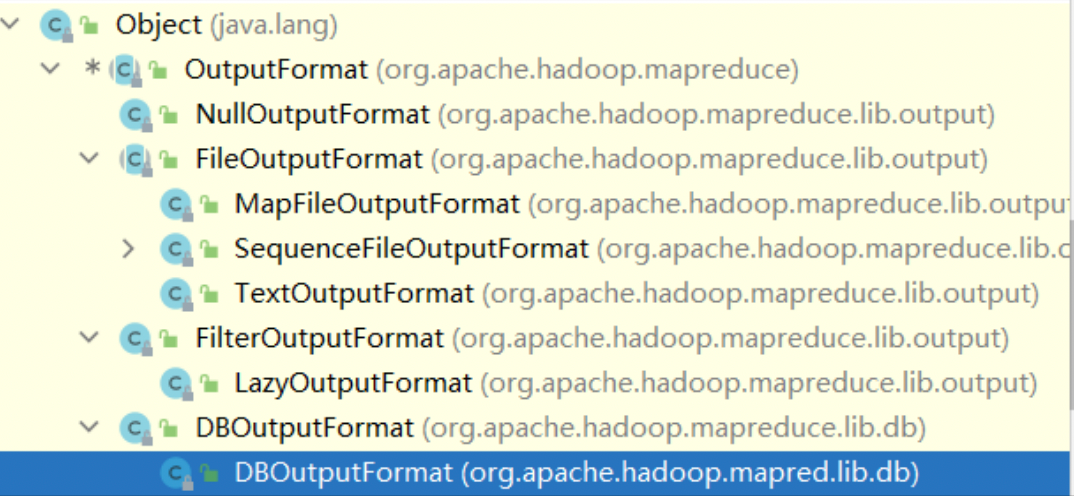 Object (java.lang)
* OutputFormat (org.apache.hadoop.mapreduce)
NullOutputFormat (org.apache.hadoop.mapreduce.lib.output)
FileOutputFormat (org.apache.hadoop.mapreduce.lib.output)
MapFileOutputFormat (org.apache.hadoop.mapreduce.lib.outpu
SequenceFileOutputFormat (org.apache.hadoop.mapreduce.lib.o
TextOutputFormat (org.apache.hadoop.mapreduce.lib.output)
FilterOutputFormat (org.apache.hadoop.mapreduce.lib.output)
LazyOutputFormat (org.apache.hadoop.mapreduce.lib.output)
DBOutputFormat (org.apache.hadoop.mapreduce.lib.db)
DBOutputFormat (org.apache.hadoop.mapred.lib.db)